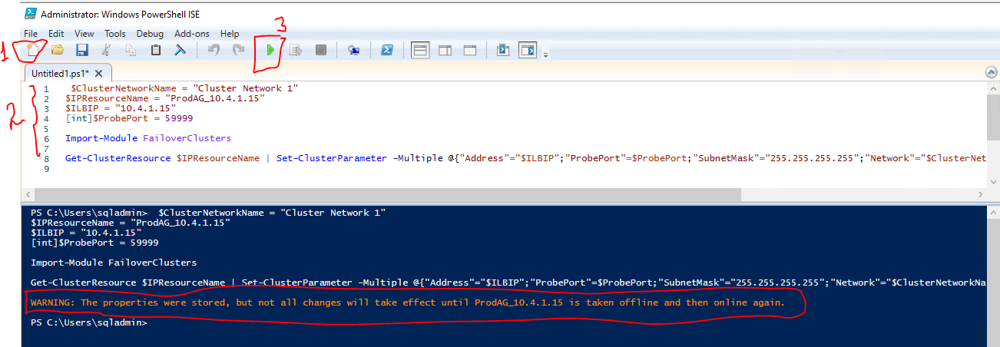 Administrator: Windows PowerShell ISE
3
File Edit View Tools Debug Add-ons Help
1
Untitled1.ps1* X
2
1 $ClusterNetworkName = "Cluster Network 1"
2 $IPResourceName = "ProdAG_10.4.1.15"
3 $ILBIP = "10.4.1.15"
4 [int]$ProbePort = 59999
5
6 Import-Module FailoverClusters
7
8 Get-ClusterResource $IPResourceName | Set-ClusterParameter -Multiple @{"Address"="$ILBIP";"ProbePort"=$ProbePort;"SubnetMask"="255.255.255.255";"Network"="$ClusterNet
9
PS C:\Users\sqladmin> $ClusterNetworkName = "Cluster Network 1"
$IPResourceName = "ProdAG_10.4.1.15"
$ILBIP = "10.4.1.15"
[int]$ProbePort = 59999
Import-Module FailoverClusters
Get-ClusterResource $IPResourceName | Set-ClusterParameter -Multiple @{"Address"="$ILBIP";"ProbePort"=$ProbePort;"SubnetMask"="255.255.255.255";"Network"="$ClusterNetworkNa
WARNING: The properties were stored, but not all changes will take effect until ProdAG_10.4.1.15 is taken offline and then online again.
PS C:\Users\sqladmin>